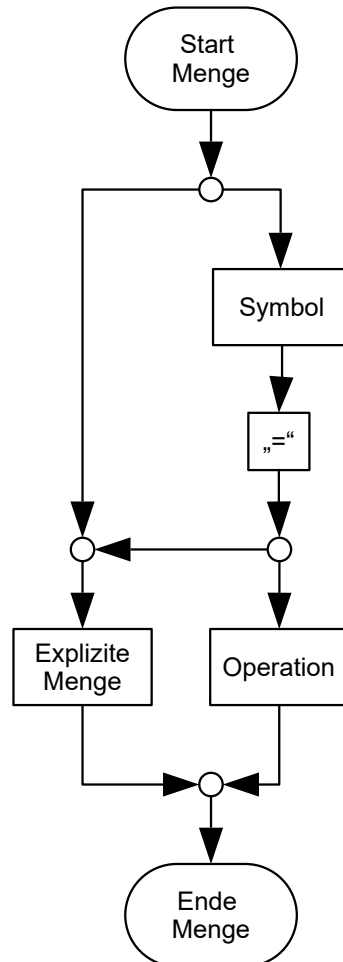 Start
Menge
Symbol
„=“
Explizite
Menge
Operation
Ende
Menge